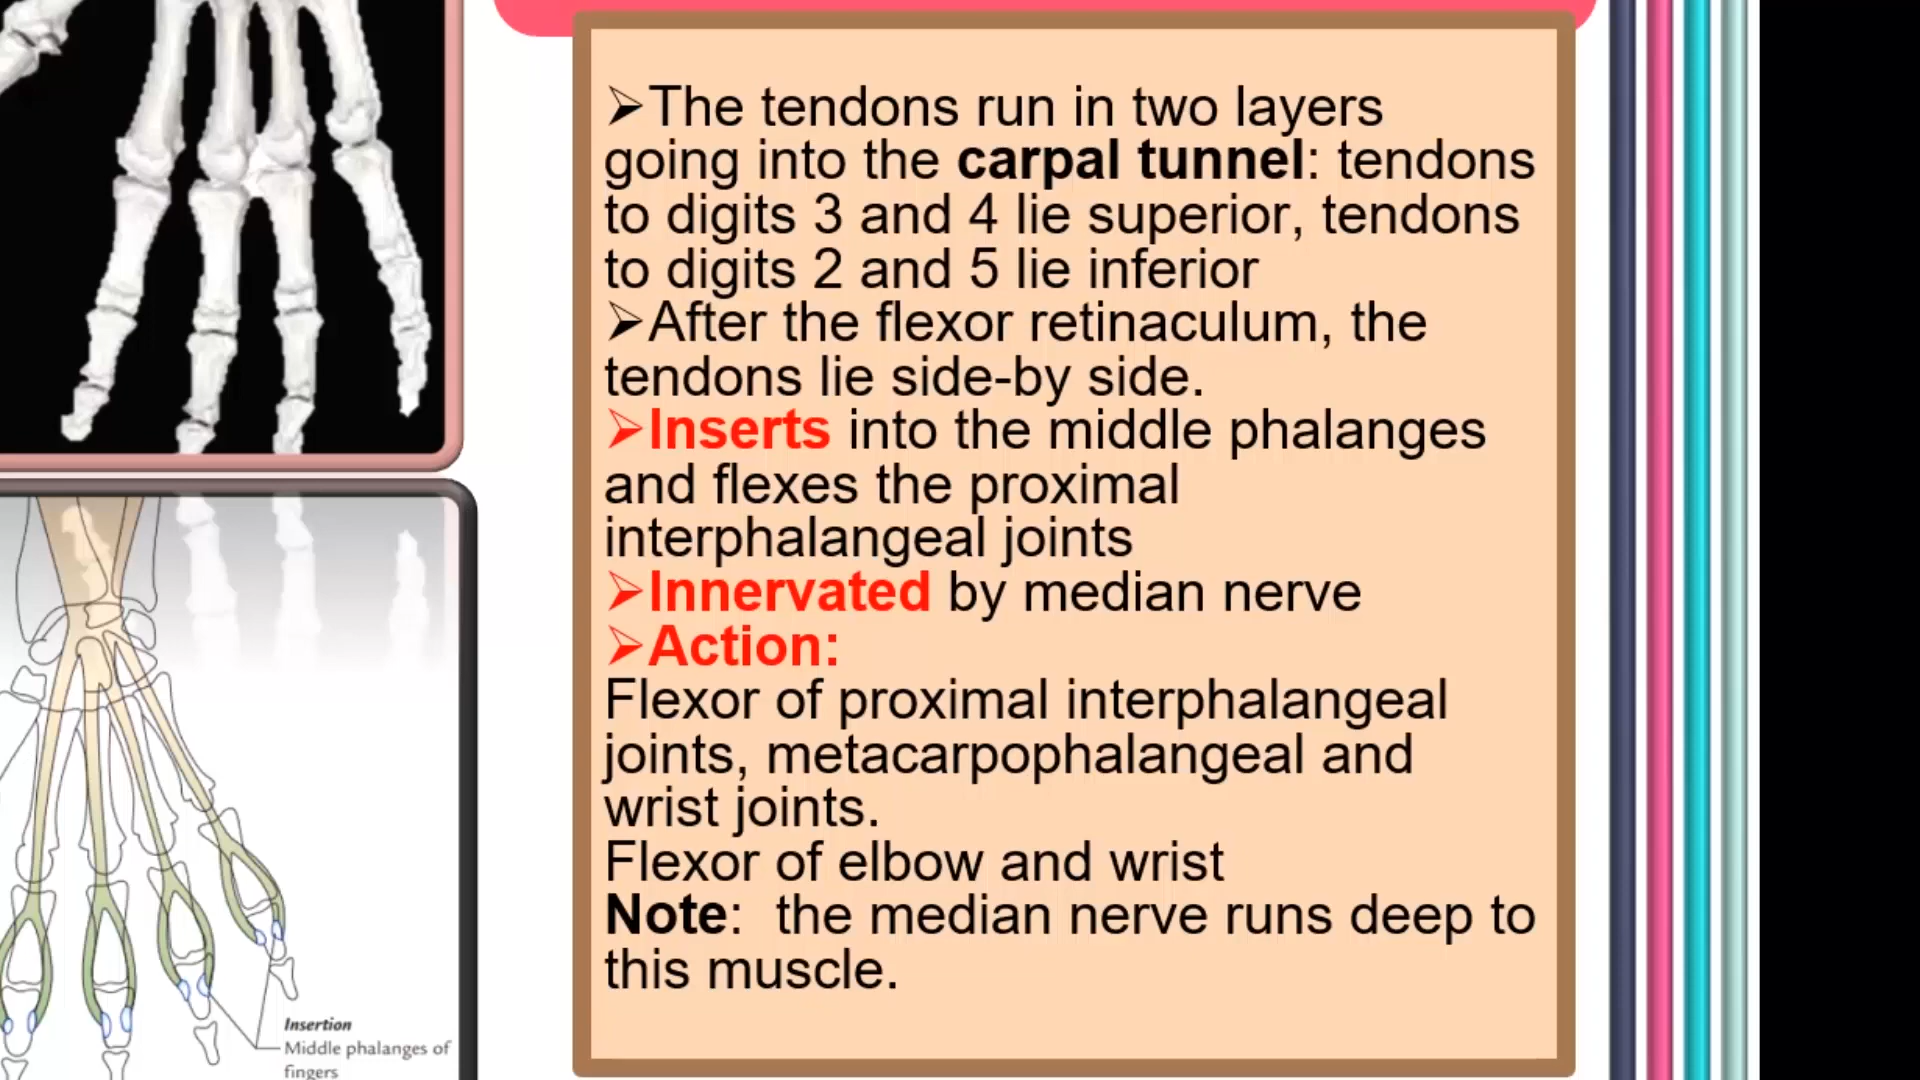 ➢The tendons run in two layers
going into the carpal tunnel: tendons
to digits 3 and 4 lie superior, tendons
to digits 2 and 5 lie inferior
➢After the flexor retinaculum, the
tendons lie side-by side.
➢Inserts into the middle phalanges
and flexes the proximal
interphalangeal joints
➢Innervated by median nerve
➢Action:
Flexor of proximal interphalangeal
joints, metacarpophalangeal and
wrist joints.
Flexor of elbow and wrist
Note:  the median nerve runs deep to
this muscle.
Insertion
Middle phalanges of
fingers